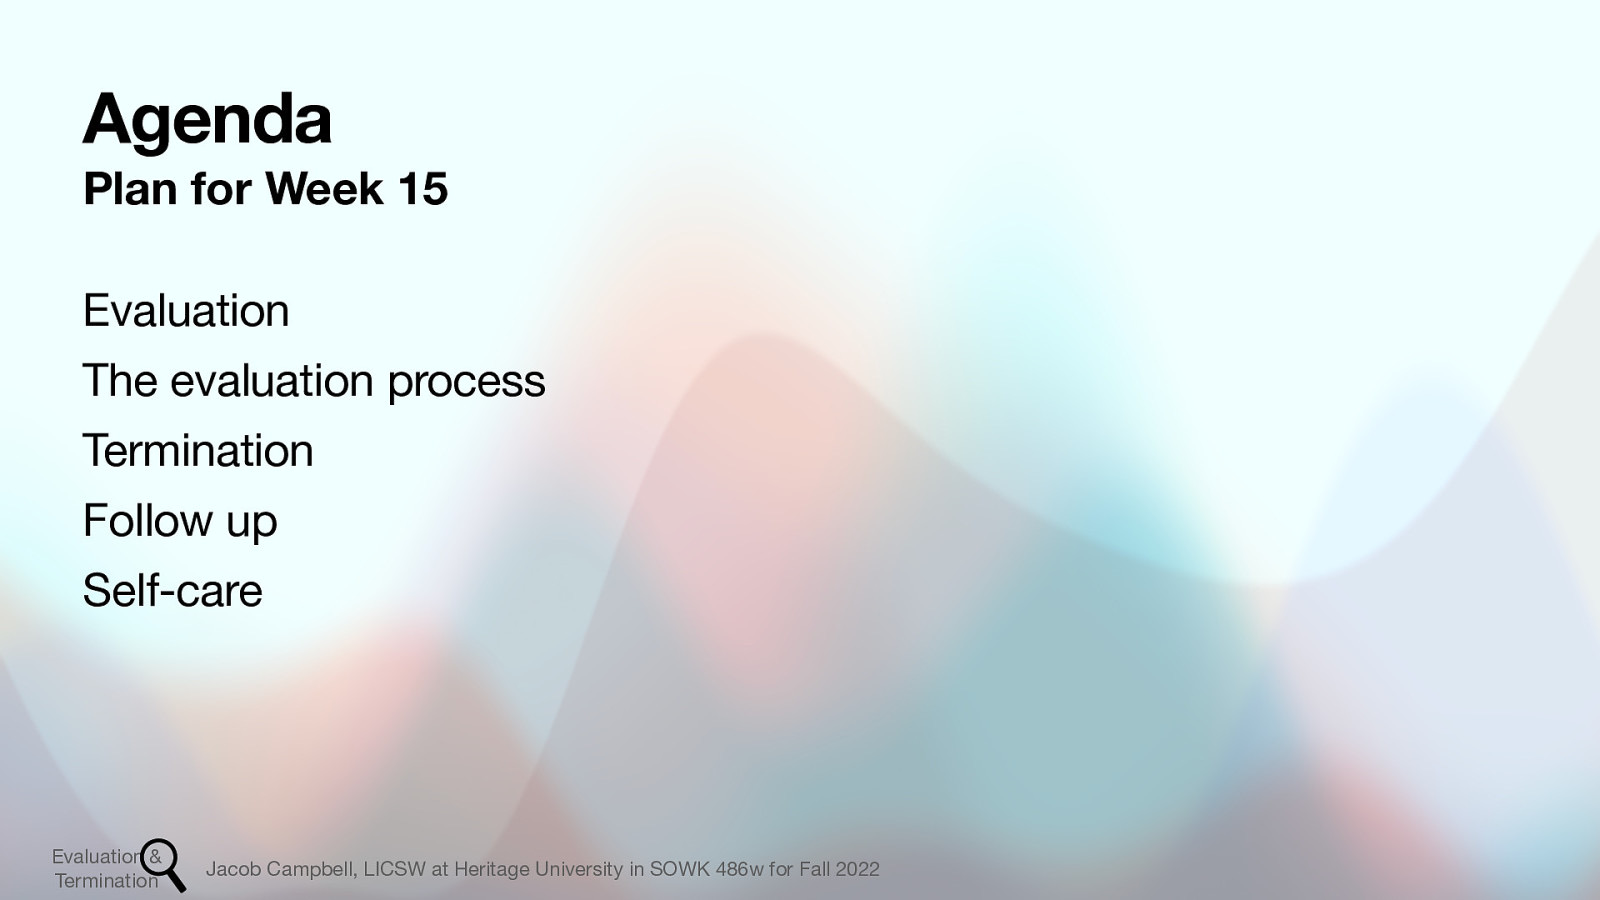 Agenda
Plan for Week 15
Evaluation
The evaluation process
Termination
Follow up
Self-care
Evaluation &
Termination
Jacob Campbell, LICSW at Heritage University in SOWK 486w for Fall 2022